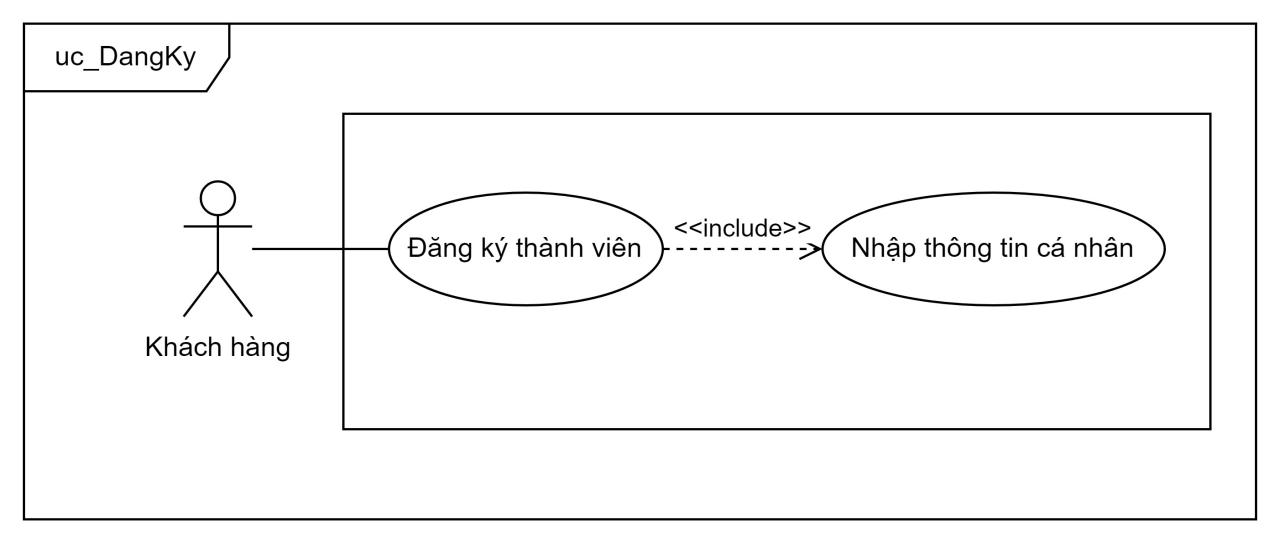 uc_DangKy
<<include>>
Đăng ký thành viên
Nhập thông tin cá nhân
Khách hàng